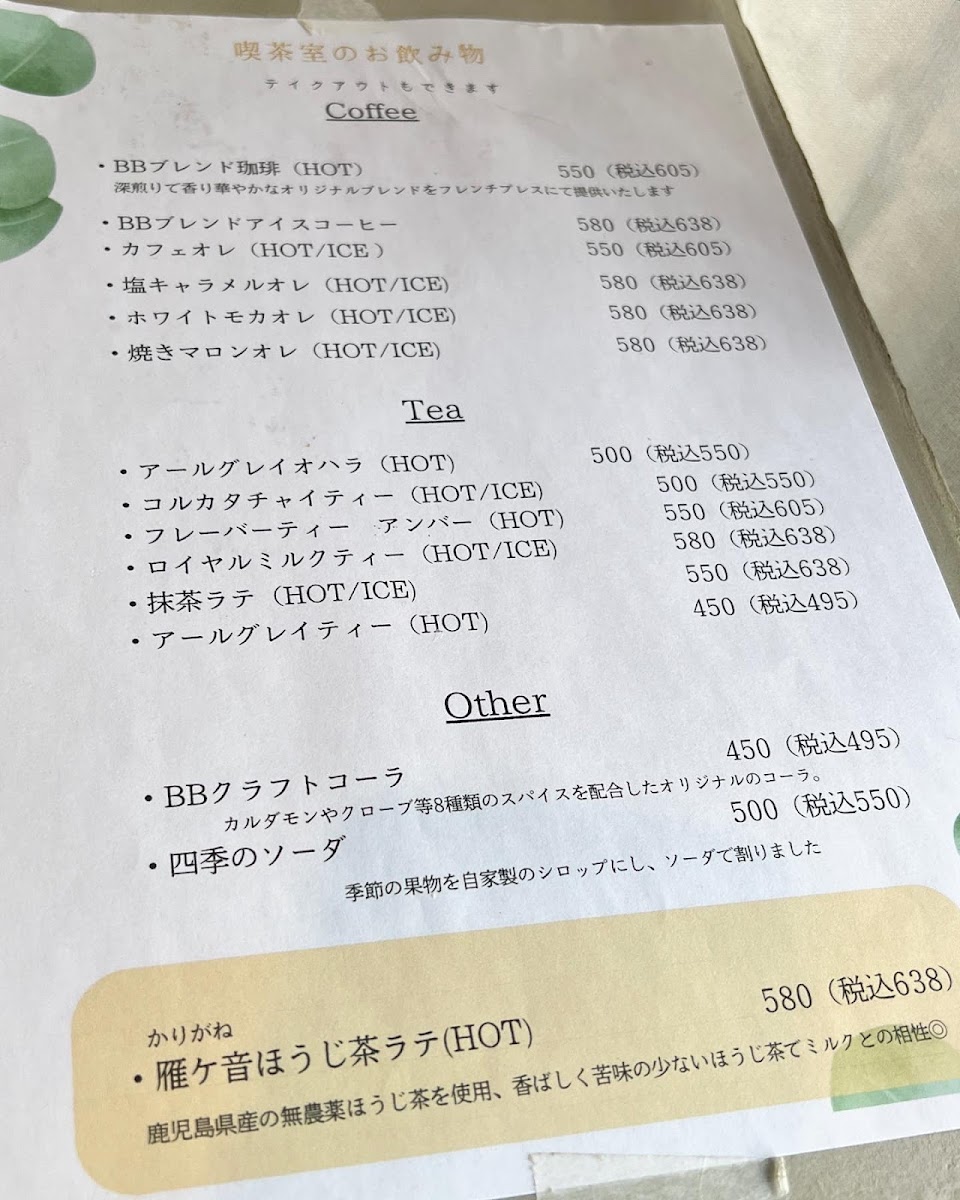 喫茶室のお飲み物
テイクアウトもできます
Coffee
・BBブレンド珈琲（HOT） 550（税込605）
深煎りで香り華やかなオリジナルブレンドをフレンチプレスにて提供いたします
・BBブレンドアイスコーヒー 580（税込638）
・カフェオレ（HOT/ICE ） 550（税込605）
・塩キャラメルオレ（HOT/ICE) 580（税込638）
・ホワイトモカオレ（HOT/ICE) 580（税込638）
・焼きマロンオレ（HOT/ICE) 580（税込638）
Tea
・アールグレイオハラ（HOT) 500（税込550）
・コルカタチャイティー（HOT/ICE) 500（税込550）
・フレーバーティー　アンバー（HOT) 550（税込605）
・ロイヤルミルクティー（HOT/ICE) 580（税込638）
・抹茶ラテ（HOT/ICE) 550（税込638）
・アールグレイティー（HOT) 450（税込495）
Other
・BBクラフトコーラ 450（税込495）
カルダモンやクローブ等8種類のスパイスを配合したオリジナルのコーラ。
・四季のソーダ 500（税込550）
季節の果物を自家製のシロップにし、ソーダで割りました
かりがね
・雁ケ音ほうじ茶ラテ(HOT) 580（税込638）
鹿児島県産の無農薬ほうじ茶を使用、香ばしく苦味の少ないほうじ茶でミルクとの相性◎